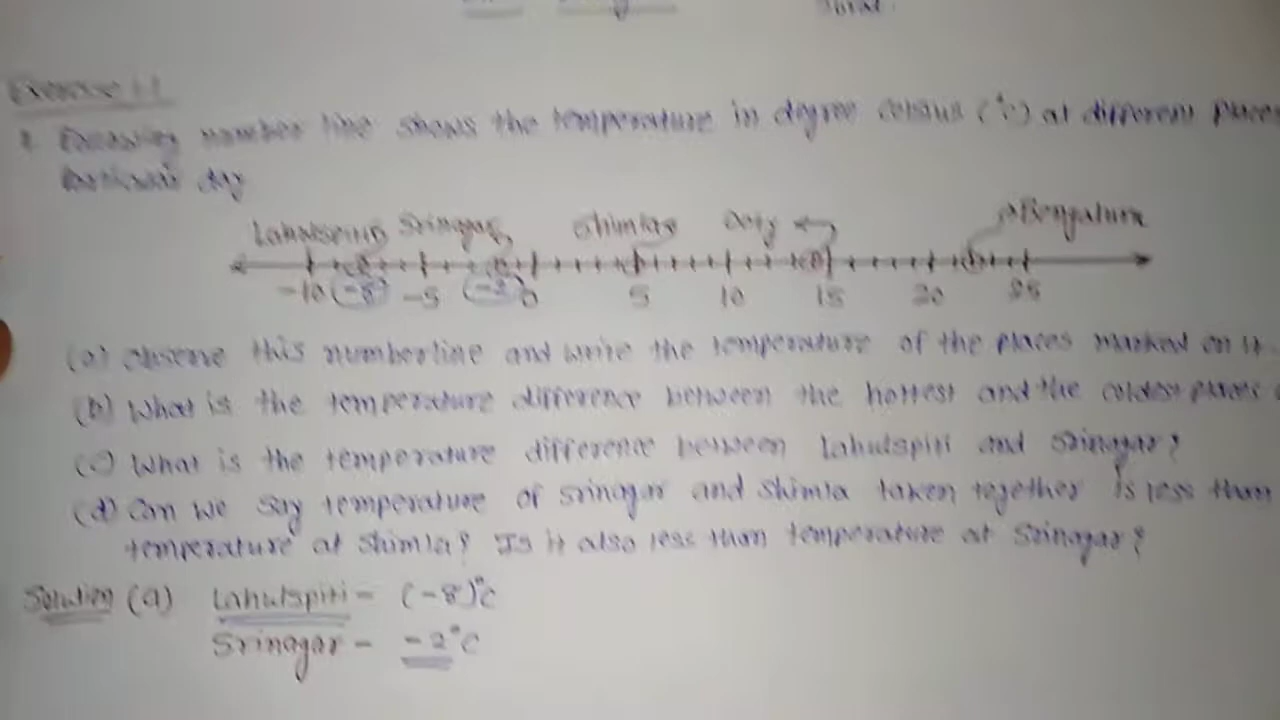 Exercise 1.1
1. Following number line shows the temperature in degree celsius (°C) at different places
particular day
Lahulspiti Srinagar Shimla Ooty Bengaluru
-10 (-8) -5 (-2) 0 5 10 15 20 25
(a) Observe this numberline and write the temperature of the places marked on it.
(b) What is the temperature difference between the hottest and the coldest places
(c) What is the temperature difference between Lahulspiti and Srinagar?
(d) Can we say temperature of srinagar and Shimla taken together is less than
temperature at Shimla? Is it also less than temperature at Srinagar?
Solution (a) Lahulspiti - (-8)°C
Srinagar - -2°C